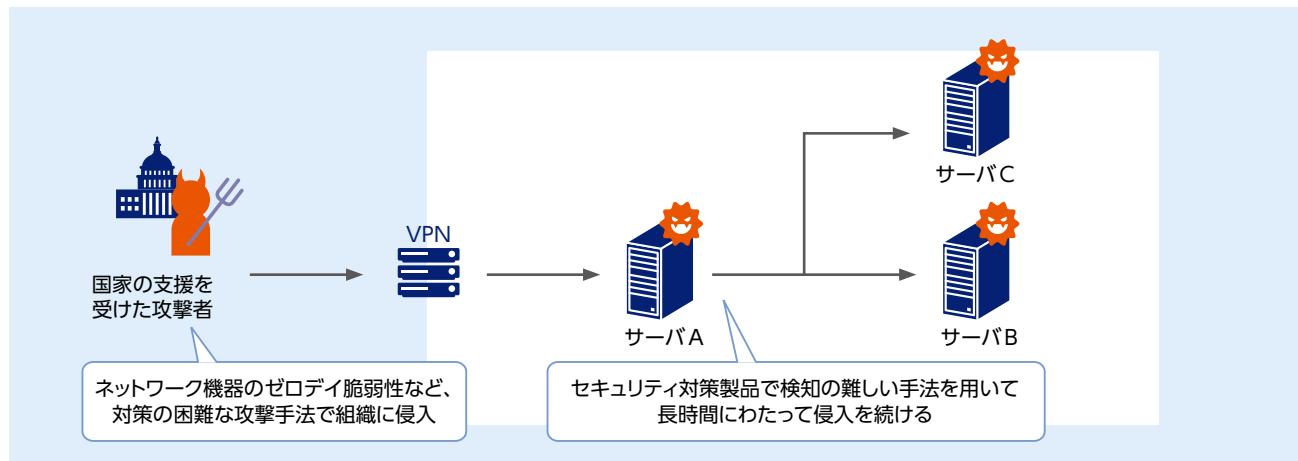 サーバC
VPN
国家の支援を
受けた攻撃者
サーバA
サーバB
ネットワーク機器のゼロデイ脆弱性など、
対策の困難な攻撃手法で組織に侵入
セキュリティ対策製品で検知の難しい手法を用いて
長時間にわたって侵入を続ける